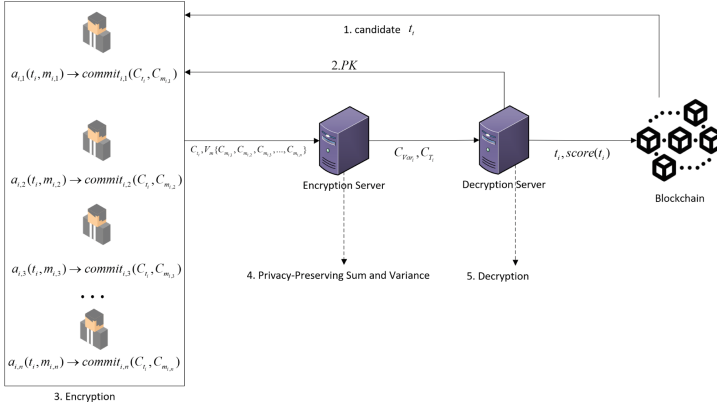 1. candidate t_i
2.PK
a_{i,1}(t_i,m_{i,1})→commit_{i,1}(C_{t_i},C_{m_{i,1}})
a_{i,2}(t_i,m_{i,2})→commit_{i,2}(C_{t_i},C_{m_{i,2}})
a_{i,3}(t_i,m_{i,3})→commit_{i,3}(C_{t_i},C_{m_{i,3}})
...
a_{i,n}(t_i,m_{i,n})→commit_{i,n}(C_{t_i},C_{m_{i,n}})
3. Encryption
C_{t_i},V_m{C_{m_{i,1}},C_{m_{i,2}},C_{m_{i,3}},...,C_{m_{i,n}}}
Encryption Server
C_{Var_i},C_{T_i}
Decryption Server
t_i,score(t_i)
Blockchain
4. Privacy-Preserving Sum and Variance
5. Decryption